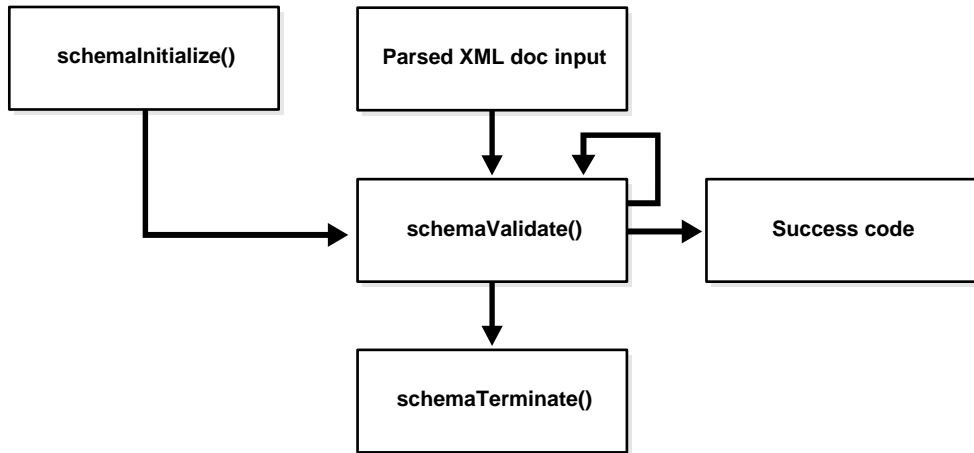 schemaInitialize()
Parsed XML doc input
schemaValidate()
Success code
schemaTerminate()